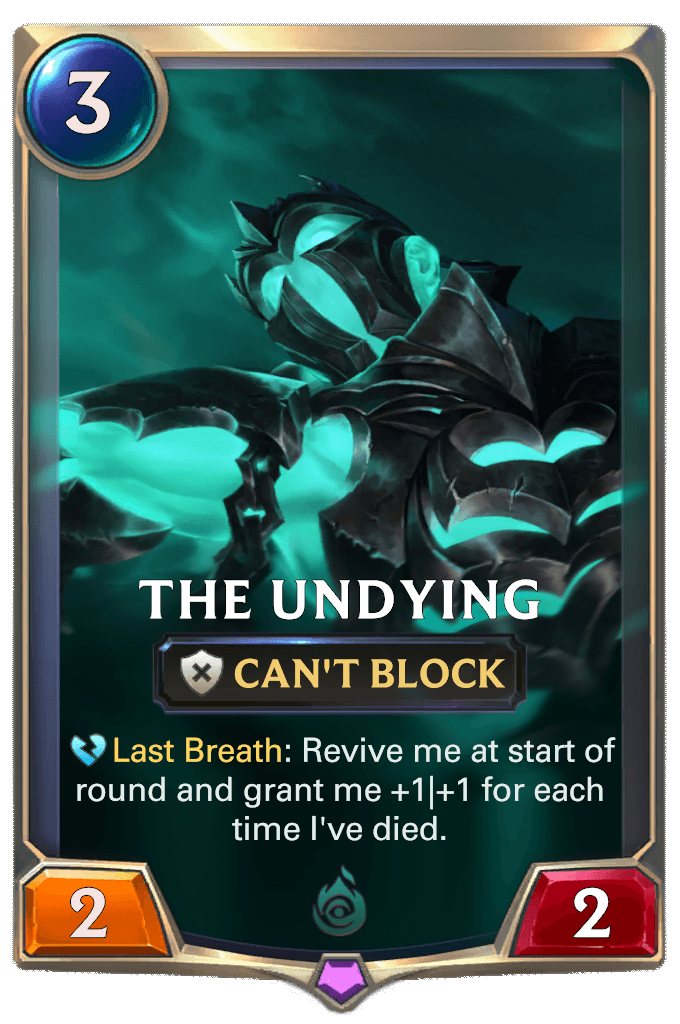 3
THE UNDYING
CAN'T BLOCK
Last Breath: Revive me at start of
round and grant me +1|+1 for each
time I've died.
2
2